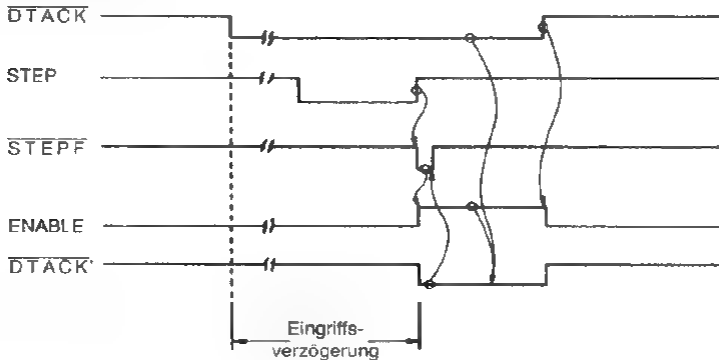 DTACK
STEP
STEPF
ENABLE
DTACK'
Eingriffs-
verzögerung